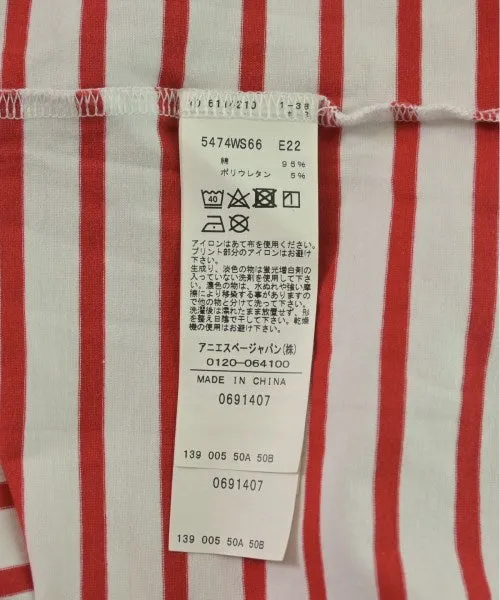 5474WS66 E22
綿 95%
ポリウレタン 5%
40
アイロンはあて布を使用ください。
プリント部分のアイロンはお避け
下さい。
生成り、淡色の物は蛍光増白剤の
入っていない洗剤を使用して下さ
い。濃色の物は、水ぬれや強い摩
擦により移染する事がありますの
で他の物と分けて洗って下さい。
洗濯後は濡れたまま放置せず、形
を整え日陰で干して下さい。乾燥
機の使用はお避け下さい。
アニエスベージャパン(株)
0120-064100
MADE IN CHINA
0691407
139 005 50A 50B
0691407
139 005 50A 50B